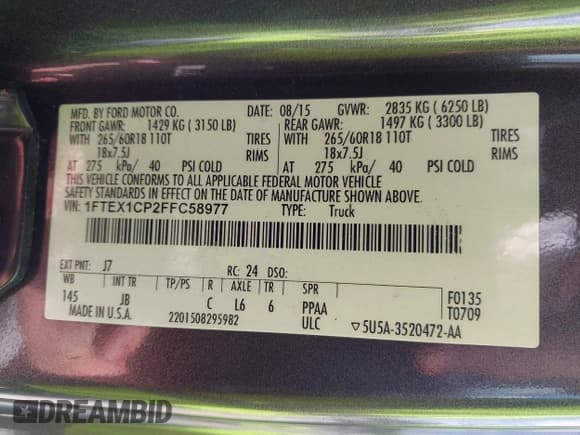 MFD. BY FORD MOTOR CO. DATE: 08/15 GVWR: 2835 KG ( 6250 LB)
FRONT GAWR: 1429 KG ( 3150 LB) REAR GAWR: 1497 KG ( 3300 LB)
WITH 265/60R18 110T TIRES WITH 265/60R18 110T TIRES
18x7.5J RIMS 18x7.5J RIMS
AT 275 kPa/ 40 PSI COLD AT 275 kPa/ 40 PSI COLD
THIS VEHICLE CONFORMS TO ALL APPLICABLE FEDERAL MOTOR VEHICLE
SAFETY STANDARDS IN EFFECT ON THE DATE OF MANUFACTURE SHOWN ABOVE.
VIN: 1FTEX1CP2FFC58977 TYPE: Truck
EXT PNT: J7 RC: 24 DSO:
WB INT TR TP/PS R AXLE TR SPR F0135
145 JB C L6 6 PPAA T0709
MADE IN U.S.A. 2201508295982 ULC ▽5U5A-3520472-AA
DREAMBID